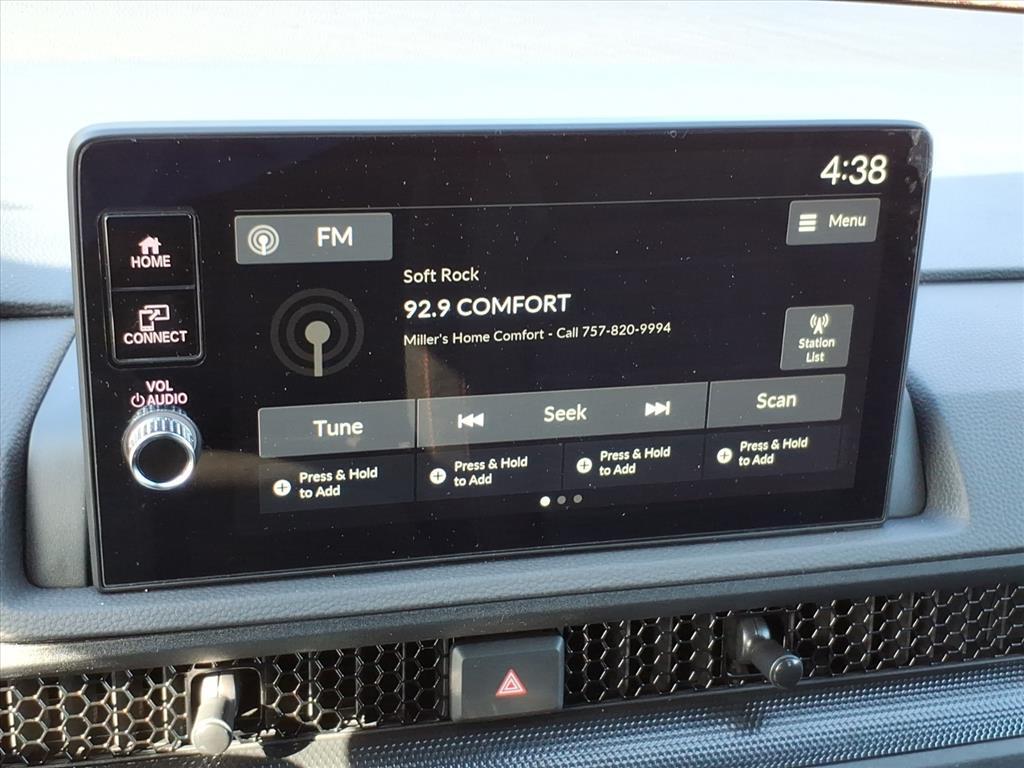 4:38
HOME
CONNECT
VOL
AUDIO
FM
Menu
Soft Rock
92.9 COMFORT
Miller's Home Comfort - Call 757-820-9994
Station
List
Tune
Seek
Scan
Press & Hold
to Add
Press & Hold
to Add
Press & Hold
to Add
Press & Hold
to Add